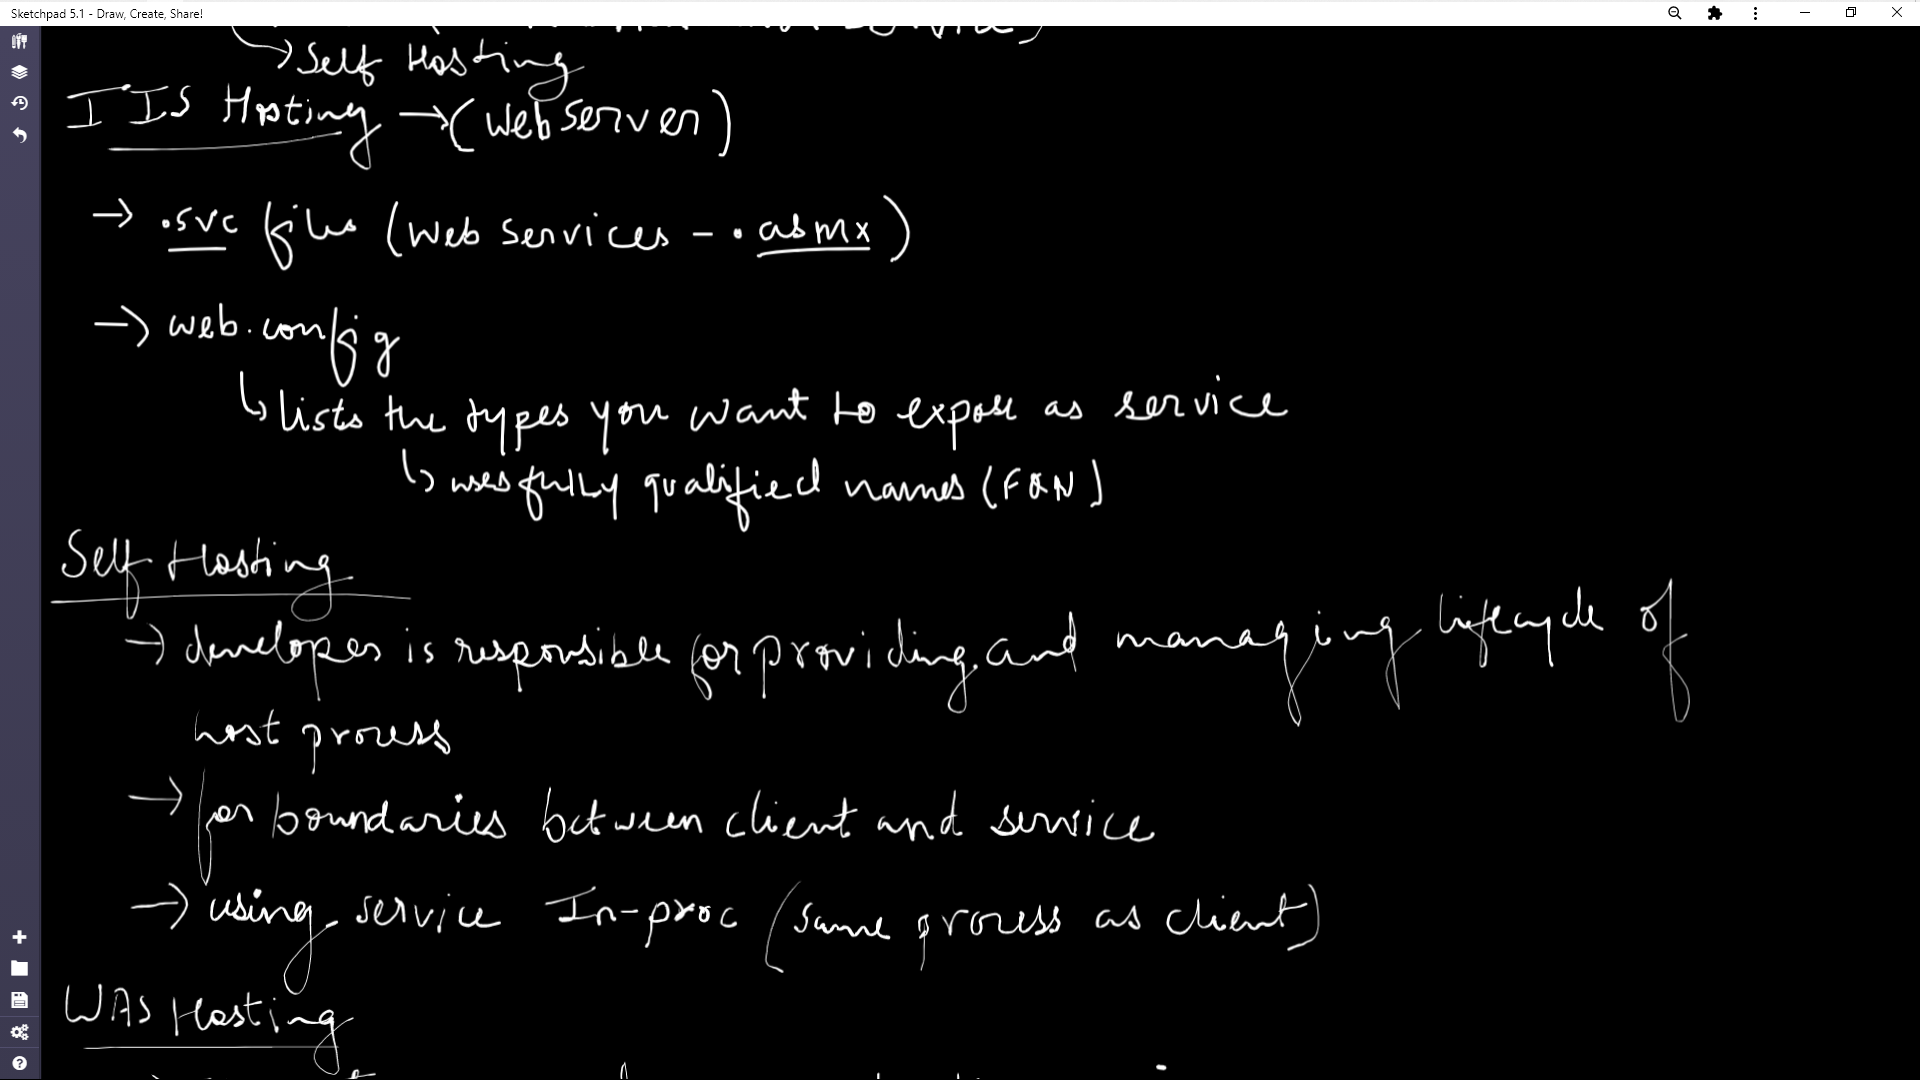 Sketchpad 5.1 - Draw, Create, Share!
→ Self Hosting
IIS Hosting → (Web Server)
→ .svc files (Web Services - .asmx)
→ web.config
↳ lists the types you want to expose as service
↳ uses fully qualified names (FQN)
Self Hosting
→ developer is responsible for providing and managing lifecycle of
host process
→ for boundaries between client and service
→ using service In-proc (same process as client)
WAS Hosting